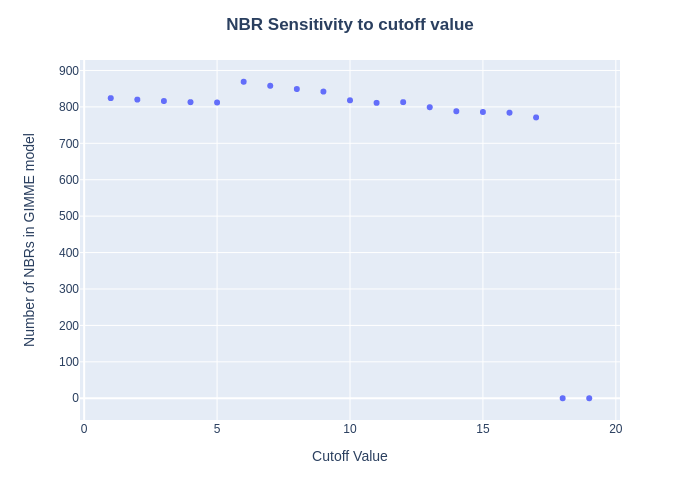 NBR Sensitivity to cutoff value
Number of NBRs in GIMME model
900
800
700
600
500
400
300
200
100
0
0 5 10 15 20
Cutoff Value